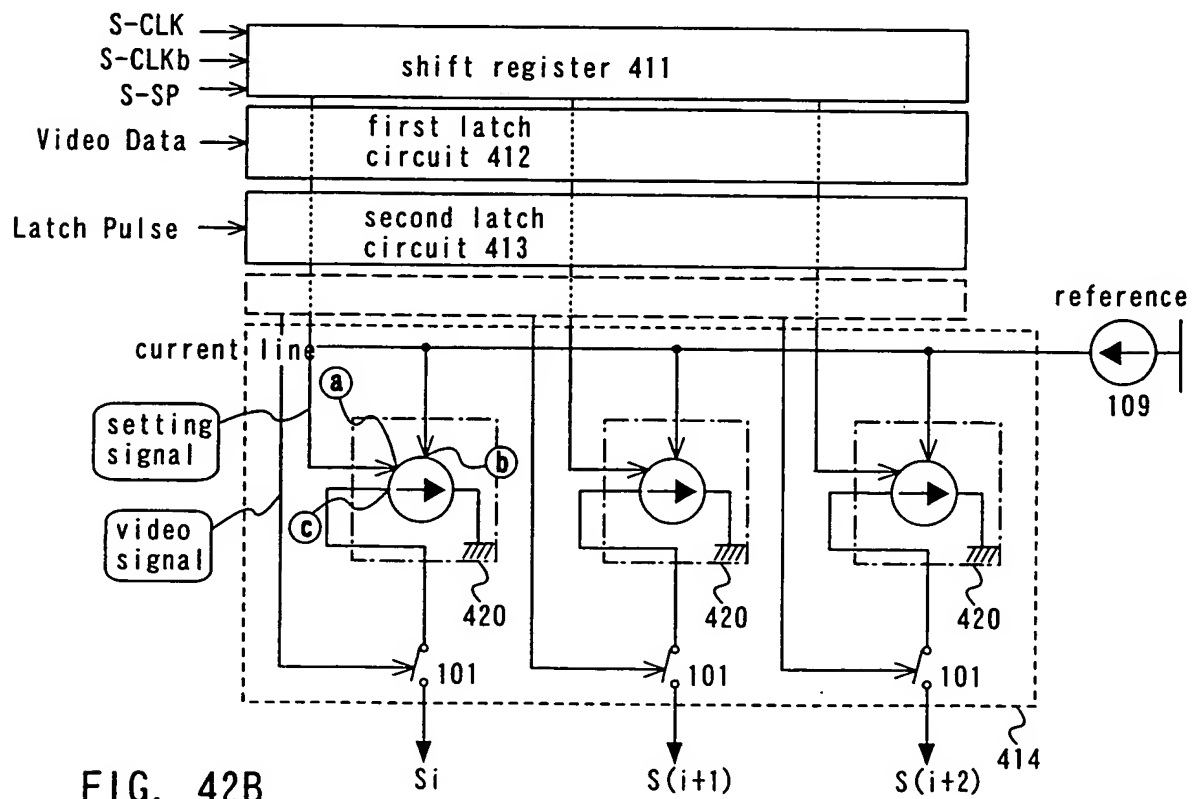 S-CLK
S-CLKb
S-SP
shift register 411
Video Data
first latch
circuit 412
Latch Pulse
second latch
circuit 413
reference
109
current line
setting
signal
video
signal
a
b
c
420
420
420
101
101
101
414
Si
S(i+1)
S(i+2)
FIG. 42B